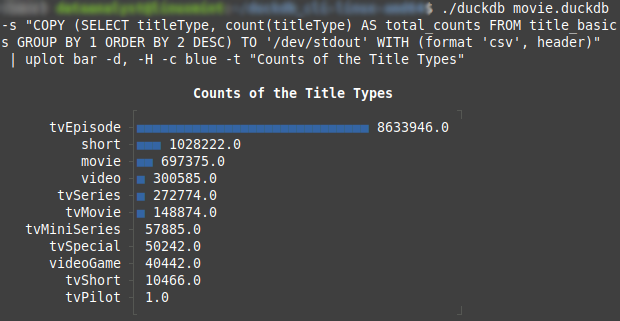 $ ./duckdb movie.duckdb
-s "COPY (SELECT titleType, count(titleType) AS total_counts FROM title_basic
s GROUP BY 1 ORDER BY 2 DESC) TO '/dev/stdout' WITH (format 'csv', header)"
| uplot bar -d, -H -c blue -t "Counts of the Title Types"
Counts of the Title Types
tvEpisode 8633946.0
short 1028222.0
movie 697375.0
video 300585.0
tvSeries 272774.0
tvMovie 148874.0
tvMiniSeries 57885.0
tvSpecial 50242.0
videoGame 40442.0
tvShort 10466.0
tvPilot 1.0